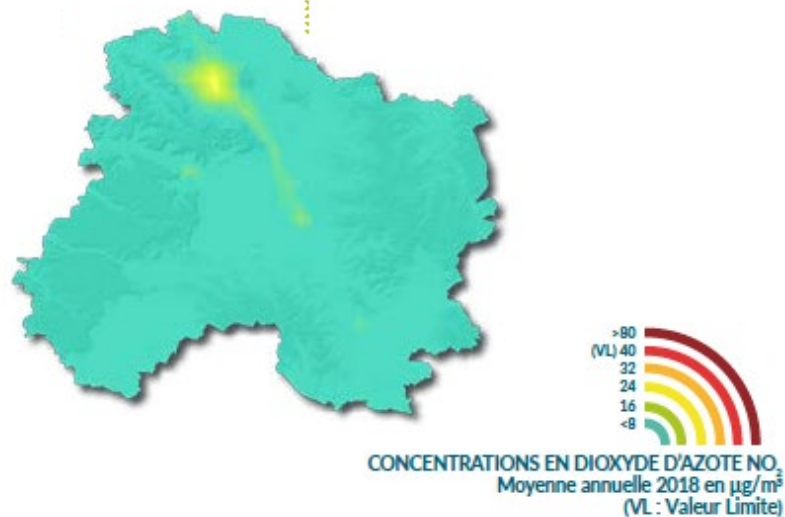 >80
(VL) 40
32
24
16
<8
CONCENTRATIONS EN DIOXYDE D'AZOTE NO₂
Moyenne annuelle 2018 en µg/m³
(VL : Valeur Limite)